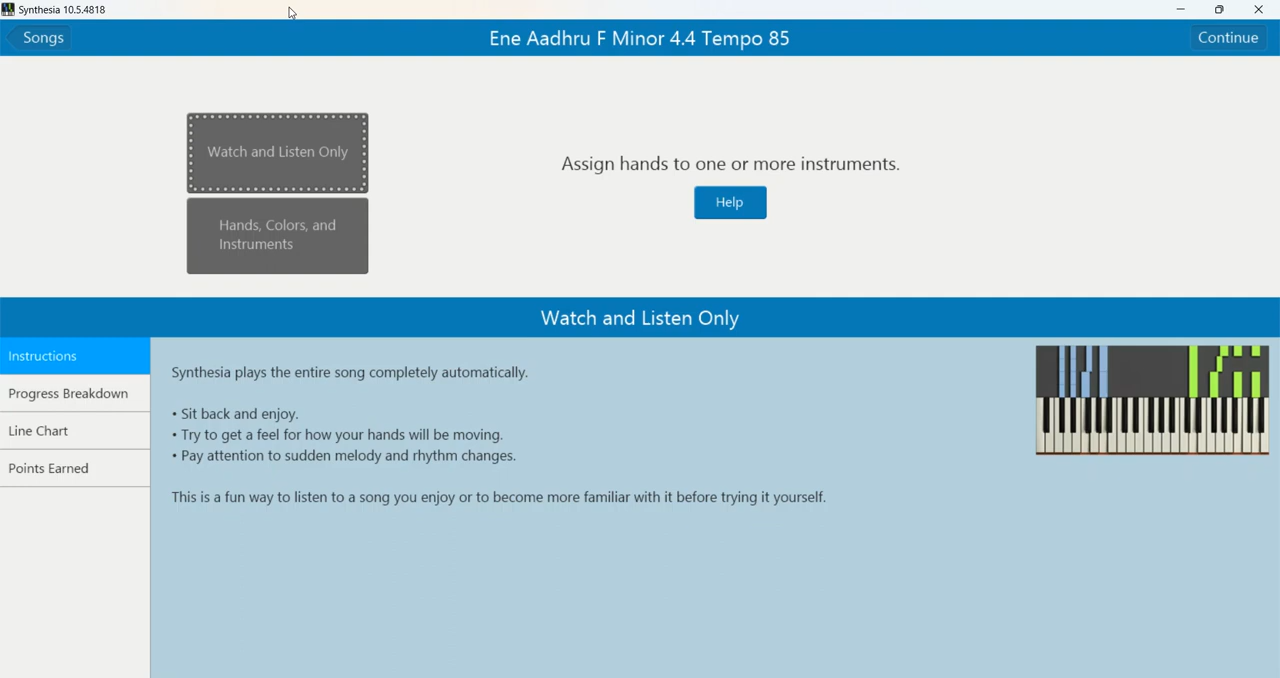 Synthesia 10.5.4818
Songs
Ene Aadhru F Minor 4.4 Tempo 85
Continue
Watch and Listen Only
Hands, Colors, and
Instruments
Assign hands to one or more instruments.
Help
Watch and Listen Only
Instructions
Progress Breakdown
Line Chart
Points Earned
Synthesia plays the entire song completely automatically.
• Sit back and enjoy.
• Try to get a feel for how your hands will be moving.
• Pay attention to sudden melody and rhythm changes.
This is a fun way to listen to a song you enjoy or to become more familiar with it before trying it yourself.